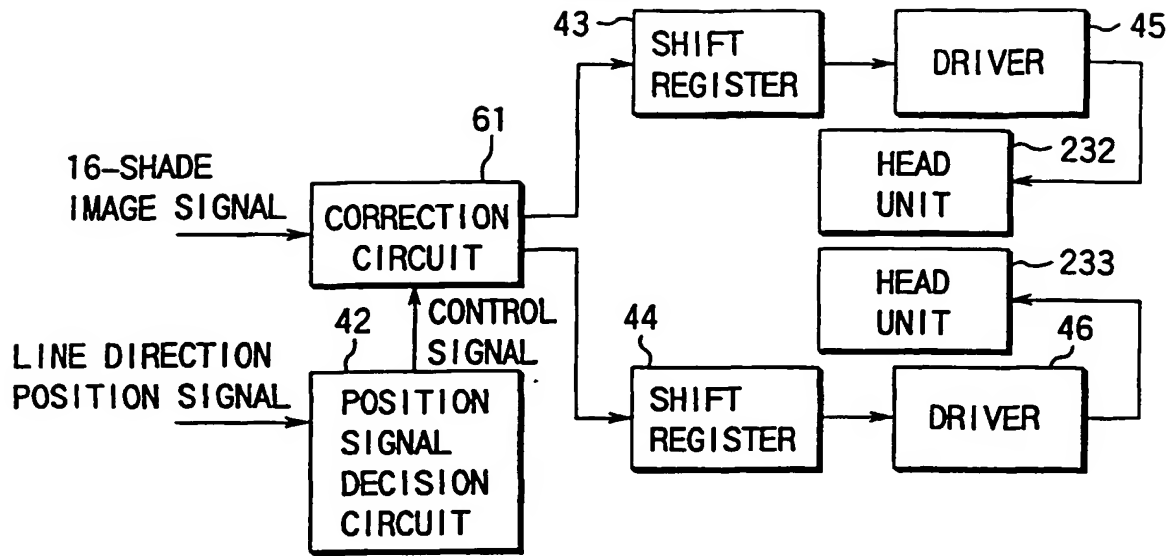 43
SHIFT
REGISTER
45
DRIVER
61
232
HEAD
UNIT
16-SHADE
IMAGE SIGNAL
CORRECTION
CIRCUIT
233
HEAD
UNIT
CONTROL
SIGNAL
42
LINE DIRECTION
POSITION SIGNAL
POSITION
SIGNAL
DECISION
CIRCUIT
44
SHIFT
REGISTER
46
DRIVER